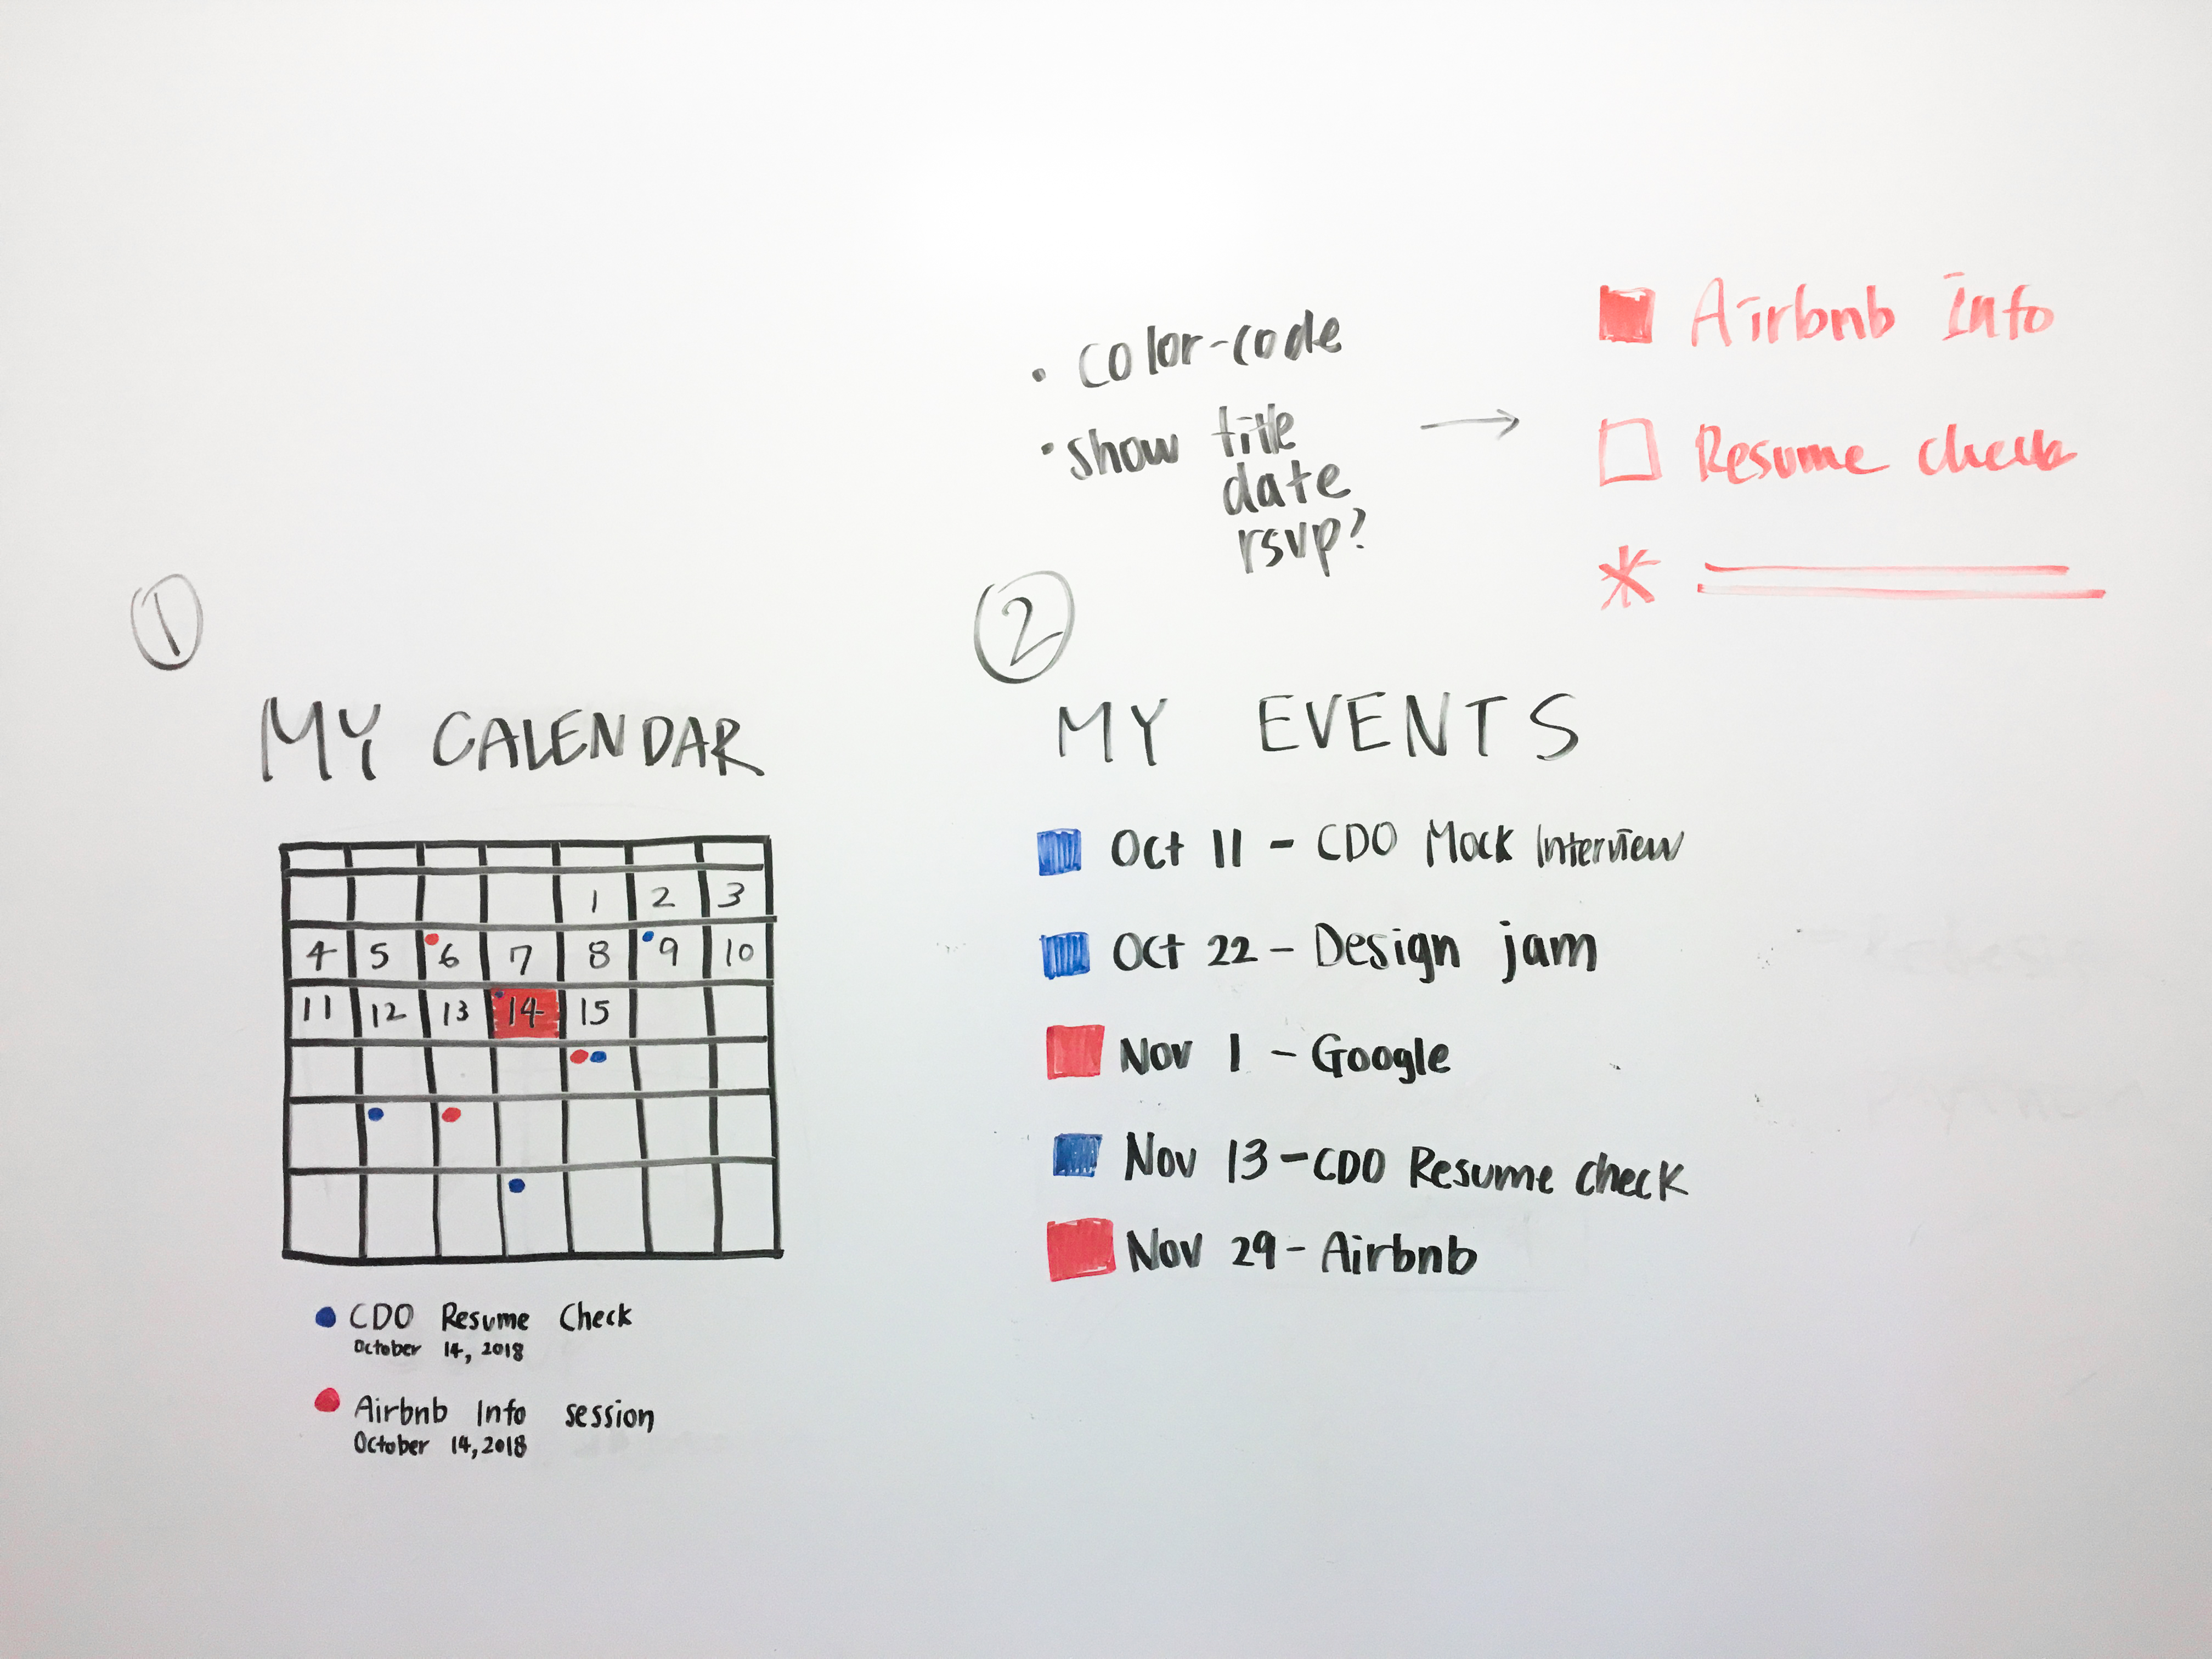 • color-code
• show title
date
rsvp?
→
Airbnb Info
Resume check
*
①
MY CALENDAR
1 2 3
4 5 6 7 8 9 10
11 12 13 14 15
• CDO Resume Check
October 14, 2018
• Airbnb Info session
October 14, 2018
②
MY EVENTS
Oct 11 - CDO Mock Interview
Oct 22 - Design jam
Nov 1 - Google
Nov 13 - CDO Resume check
Nov 29 - Airbnb